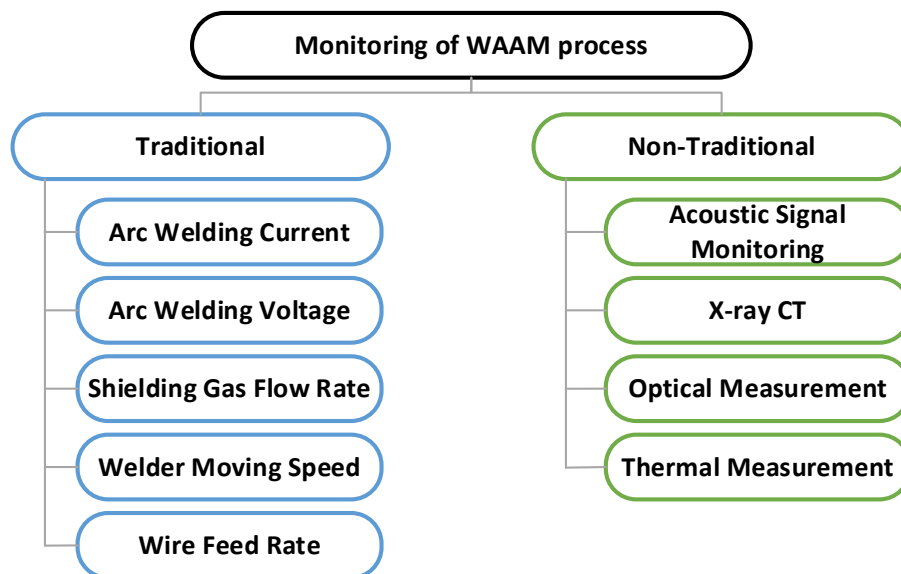 Monitoring of WAAM process
Traditional
Arc Welding Current
Arc Welding Voltage
Shielding Gas Flow Rate
Welder Moving Speed
Wire Feed Rate
Non-Traditional
Acoustic Signal
Monitoring
X-ray CT
Optical Measurement
Thermal Measurement